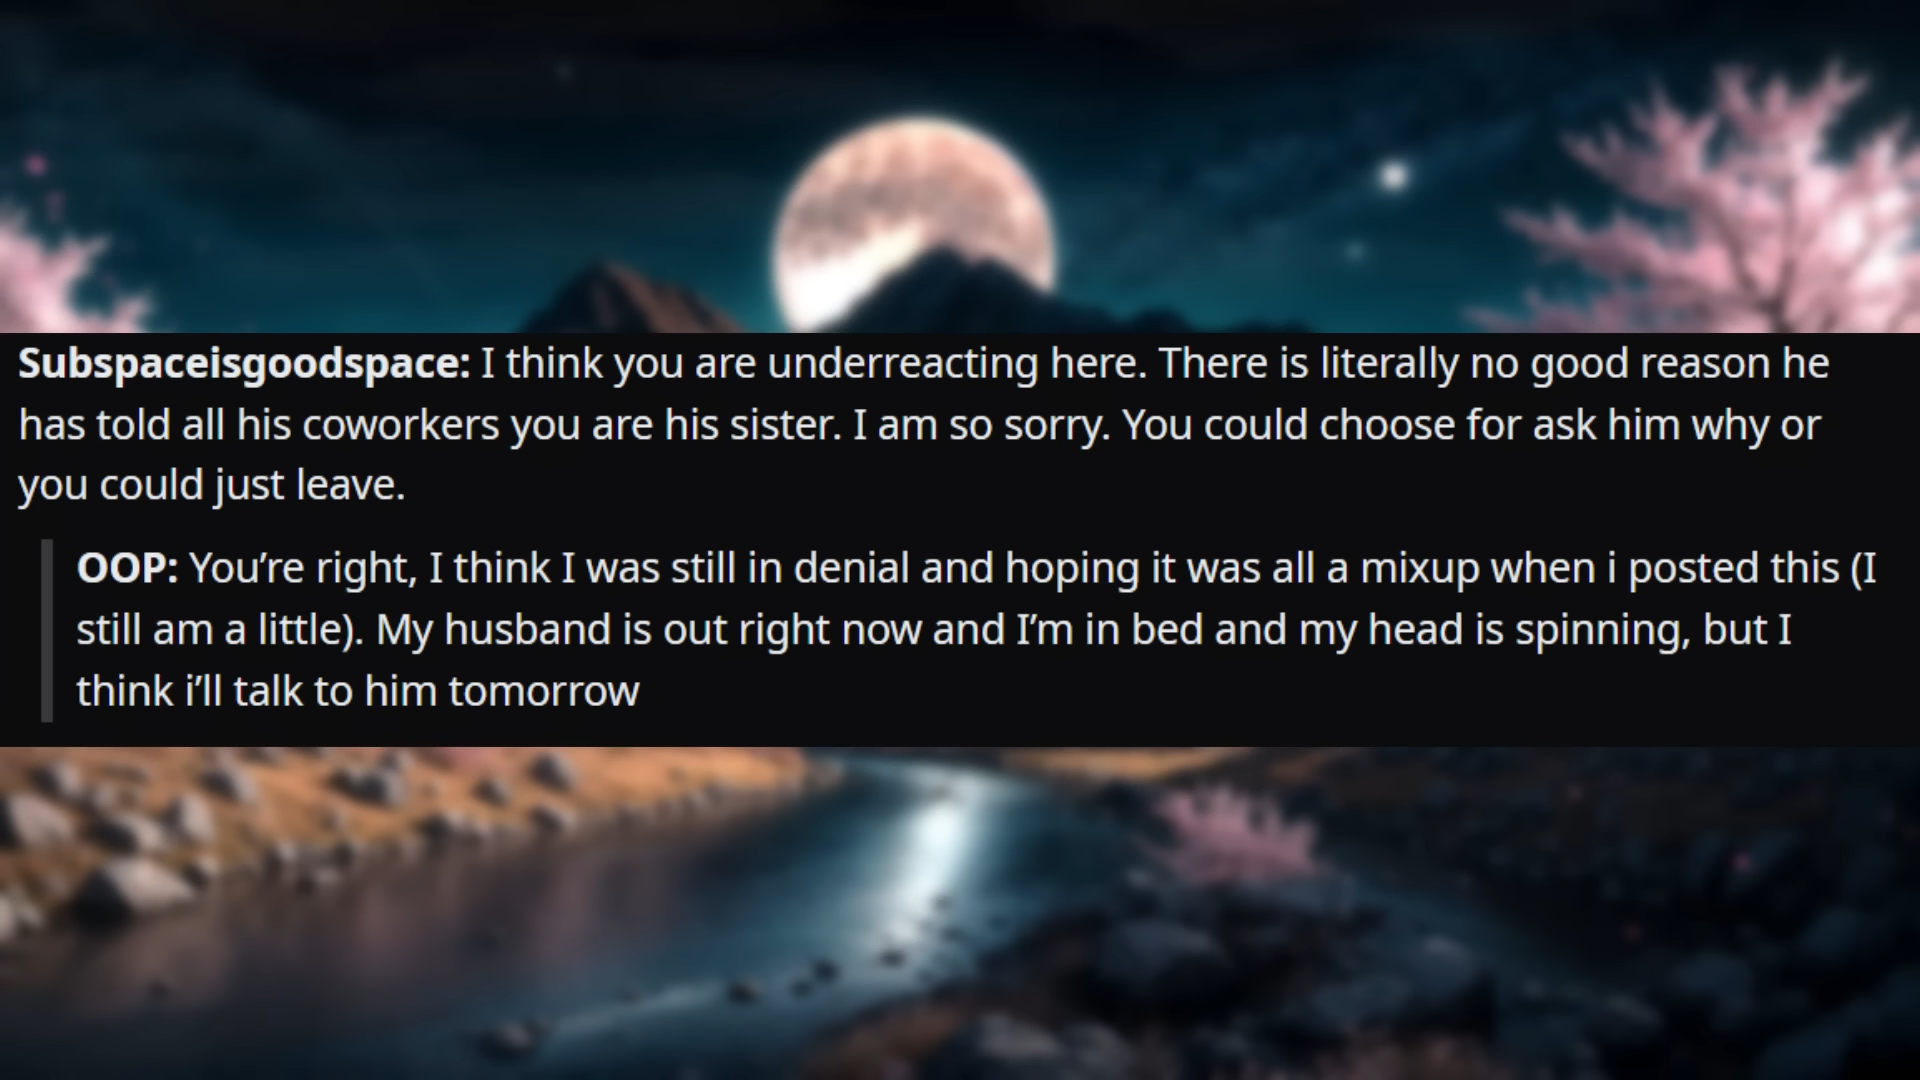 Subspaceisgoodspace: I think you are underreacting here. There is literally no good reason he
has told all his coworkers you are his sister. I am so sorry. You could choose for ask him why or
you could just leave.
OOP: You’re right, I think I was still in denial and hoping it was all a mixup when i posted this (I
still am a little). My husband is out right now and I’m in bed and my head is spinning, but I
think i’ll talk to him tomorrow